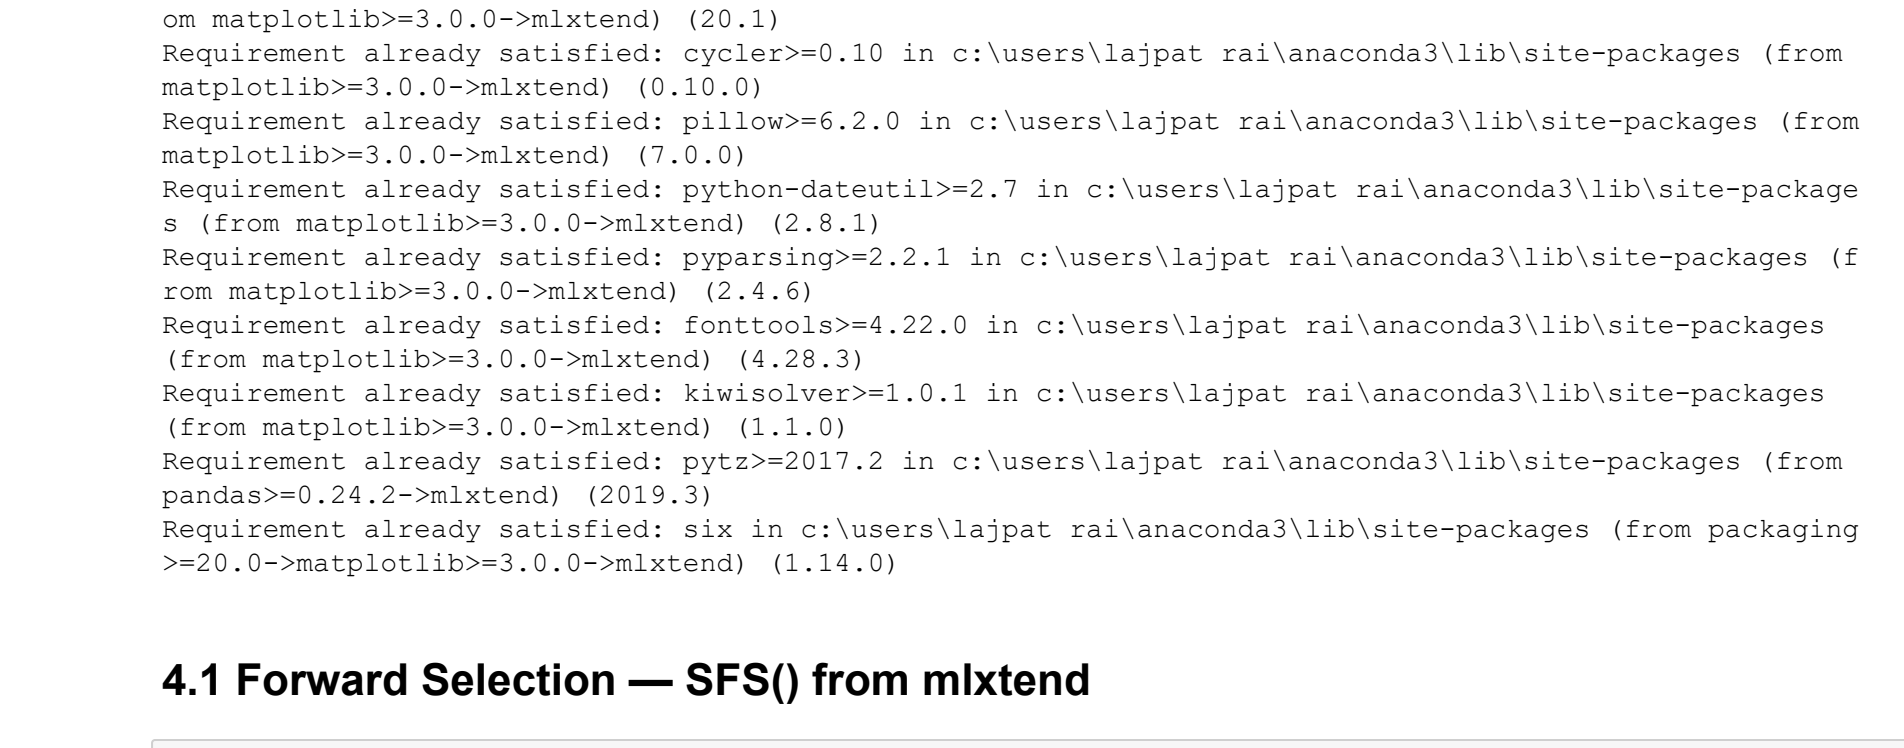 om matplotlib>=3.0.0->mlxtend) (20.1)
Requirement already satisfied: cycler>=0.10 in c:\users\lajpat rai\anaconda3\lib\site-packages (from
matplotlib>=3.0.0->mlxtend) (0.10.0)
Requirement already satisfied: pillow>=6.2.0 in c:\users\lajpat rai\anaconda3\lib\site-packages (from
matplotlib>=3.0.0->mlxtend) (7.0.0)
Requirement already satisfied: python-dateutil>=2.7 in c:\users\lajpat rai\anaconda3\lib\site-package
s (from matplotlib>=3.0.0->mlxtend) (2.8.1)
Requirement already satisfied: pyparsing>=2.2.1 in c:\users\lajpat rai\anaconda3\lib\site-packages (f
rom matplotlib>=3.0.0->mlxtend) (2.4.6)
Requirement already satisfied: fonttools>=4.22.0 in c:\users\lajpat rai\anaconda3\lib\site-packages
(from matplotlib>=3.0.0->mlxtend) (4.28.3)
Requirement already satisfied: kiwisolver>=1.0.1 in c:\users\lajpat rai\anaconda3\lib\site-packages
(from matplotlib>=3.0.0->mlxtend) (1.1.0)
Requirement already satisfied: pytz>=2017.2 in c:\users\lajpat rai\anaconda3\lib\site-packages (from
pandas>=0.24.2->mlxtend) (2019.3)
Requirement already satisfied: six in c:\users\lajpat rai\anaconda3\lib\site-packages (from packaging
>=20.0->matplotlib>=3.0.0->mlxtend) (1.14.0)
4.1 Forward Selection — SFS() from mlxtend